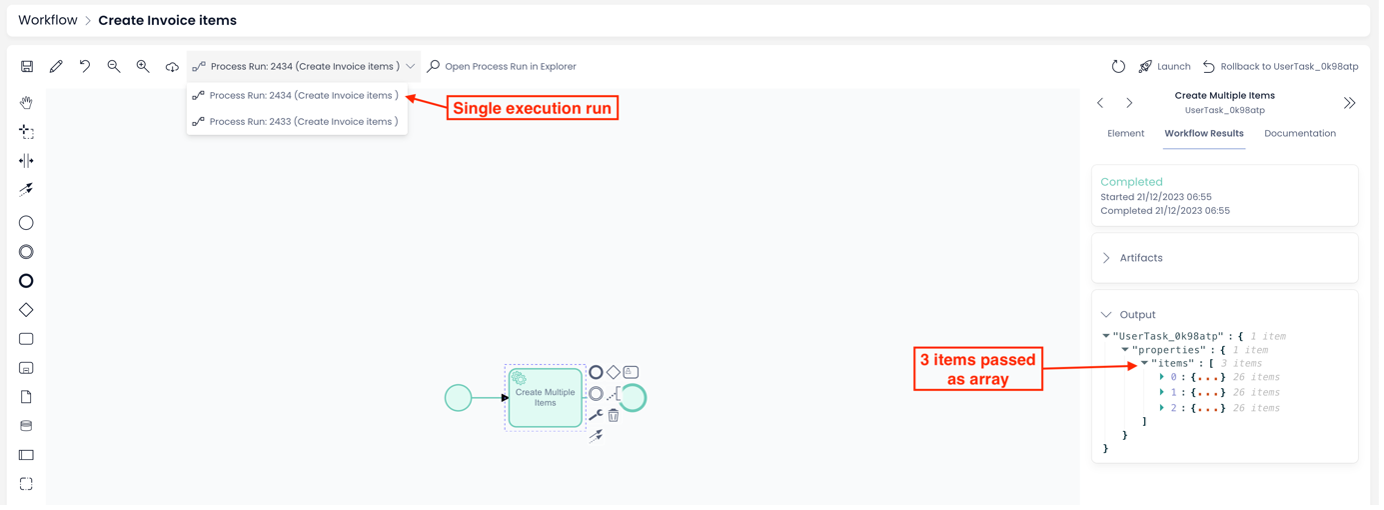 Workflow > Create Invoice items
Process Run: 2434 (Create Invoice items )
Open Process Run in Explorer
Launch
Rollback to UserTask_0k98atp
Process Run: 2434 (Create Invoice items )
Process Run: 2433 (Create Invoice items )
Single execution run
Create Multiple Items
UserTask_0k98atp
Element
Workflow Results
Documentation
Completed
Started 21/12/2023 06:55
Completed 21/12/2023 06:55
Artifacts
Output
"UserTask_0k98atp" : { 1 item
"properties" : { 1 item
"items" : [ 3 items
0 : {...} 26 items
1 : {...} 26 items
2 : {...} 26 items
]
}
}
3 items passed
as array
Create Multiple
Items